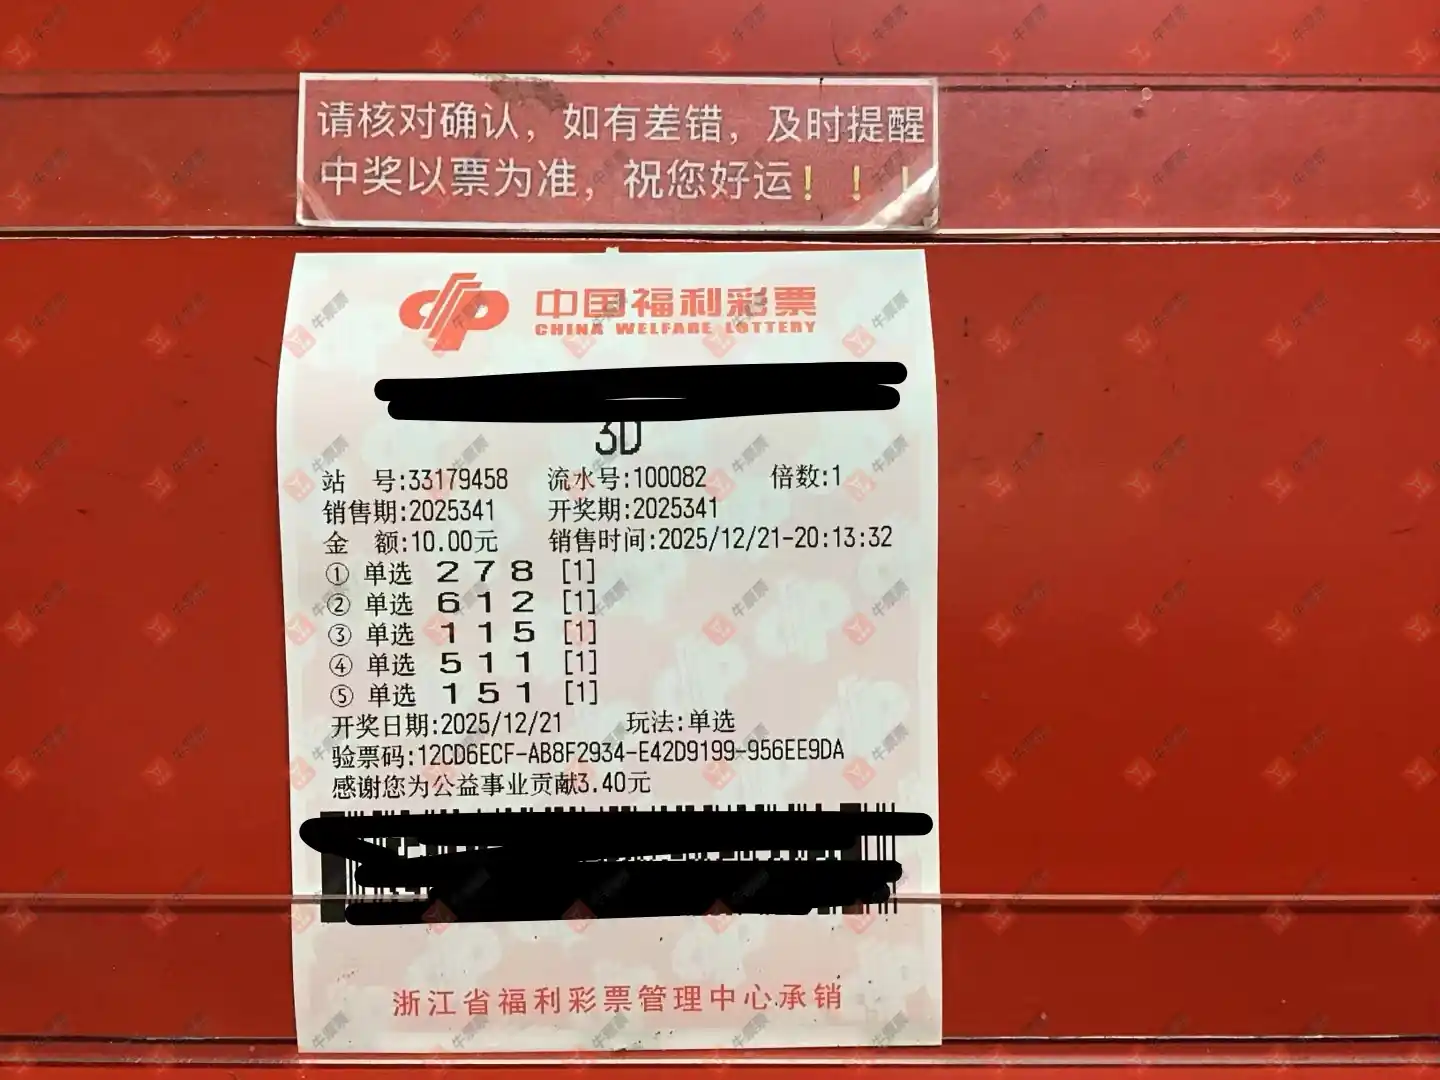 请核对确认，如有差错，及时提醒
中奖以票为准，祝您好运！！！
中国福利彩票
CHINA WELFARE LOTTERY
3D
站 号:33179458 流水号:100082 倍数:1
销售期:2025341 开奖期:2025341
金 额:10.00元 销售时间:2025/12/21-20:13:32
① 单选 2 7 8 [1]
② 单选 6 1 2 [1]
③ 单选 1 1 5 [1]
④ 单选 5 1 1 [1]
⑤ 单选 1 5 1 [1]
开奖日期:2025/12/21 玩法:单选
验票码:12CD6ECF-AB8F2934-E42D9199-956EE9DA
感谢您为公益事业贡献3.40元
浙江省福利彩票管理中心承销
牛票票